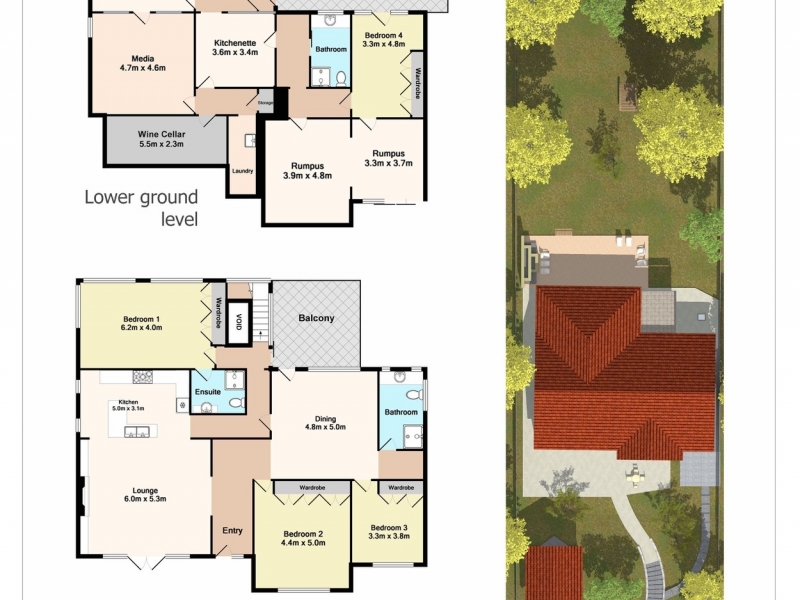 Media
4.7m x 4.6m
Kitchenette
3.6m x 3.4m
Bathroom
Bedroom 4
3.3m x 4.8m
Wardrobe
Storage
Wine Cellar
5.5m x 2.3m
Laundry
Rumpus
3.9m x 4.8m
Rumpus
3.3m x 3.7m
Lower ground
level
Bedroom 1
6.2m x 4.0m
Wardrobe
VOID
Balcony
Kitchen
5.0m x 3.1m
Ensuite
Dining
4.8m x 5.0m
Bathroom
Lounge
6.0m x 5.3m
Entry
Wardrobe
Wardrobe
Bedroom 2
4.4m x 5.0m
Bedroom 3
3.3m x 3.8m